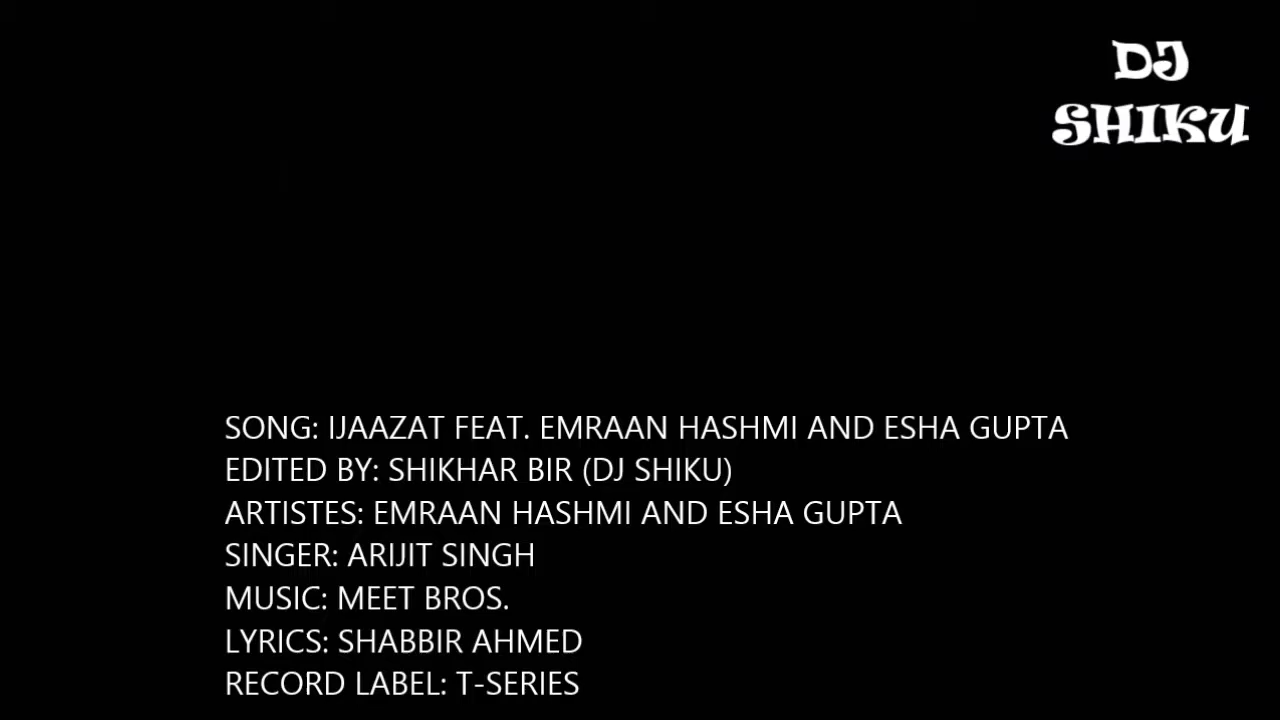 DJ
SHIKU
SONG: IJAAZAT FEAT. EMRAAN HASHMI AND ESHA GUPTA
EDITED BY: SHIKHAR BIR (DJ SHIKU)
ARTISTES: EMRAAN HASHMI AND ESHA GUPTA
SINGER: ARIJIT SINGH
MUSIC: MEET BROS.
LYRICS: SHABBIR AHMED
RECORD LABEL: T-SERIES